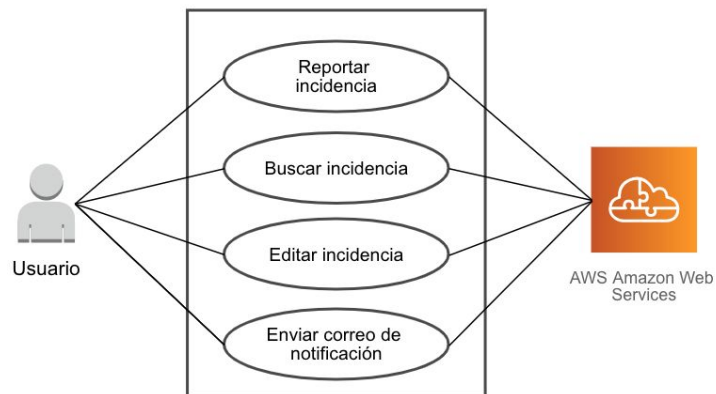 Reportar
incidencia
Buscar incidencia
Usuario
Editar incidencia
AWS Amazon Web
Services
Enviar correo de
notificación